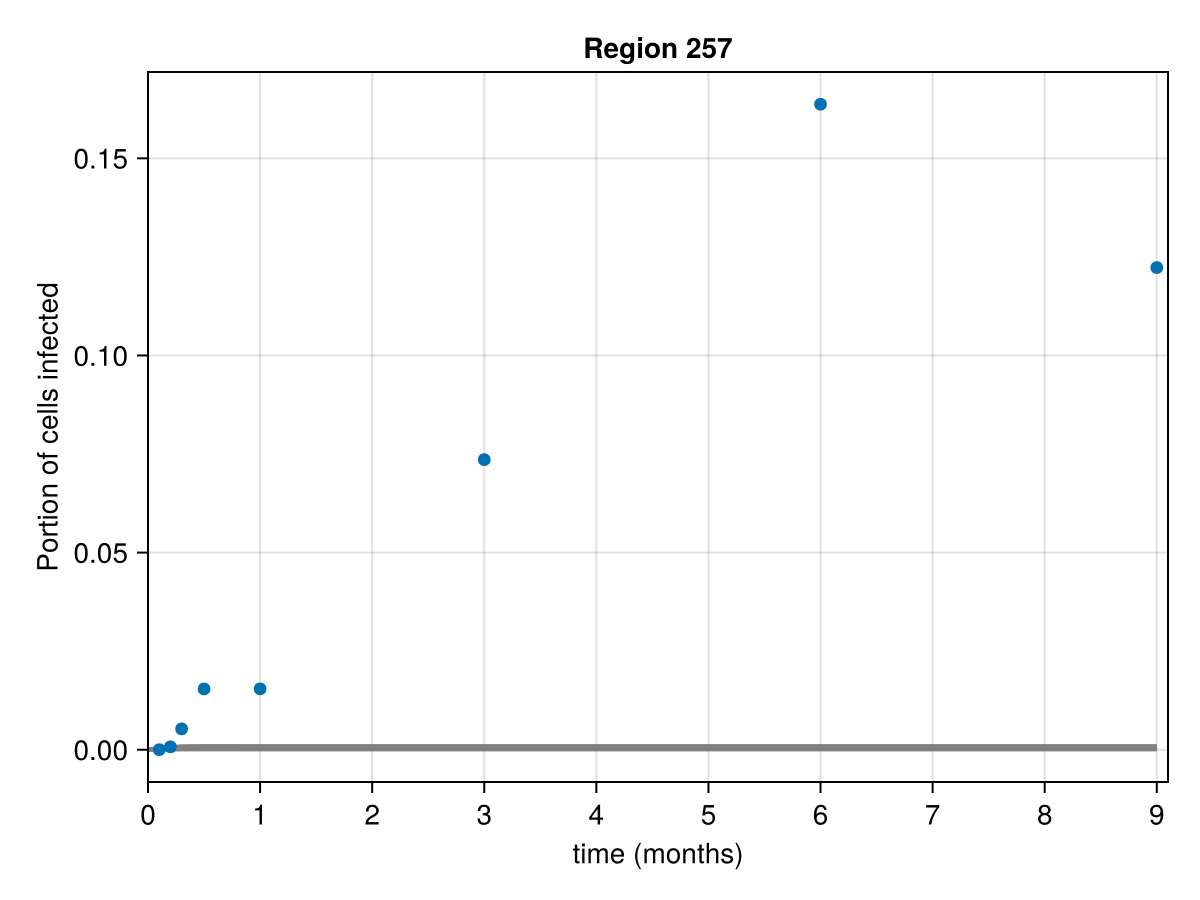 Region 257
Portion of cells infected
0.15
0.10
0.05
0.00
0 1 2 3 4 5 6 7 8 9
time (months)